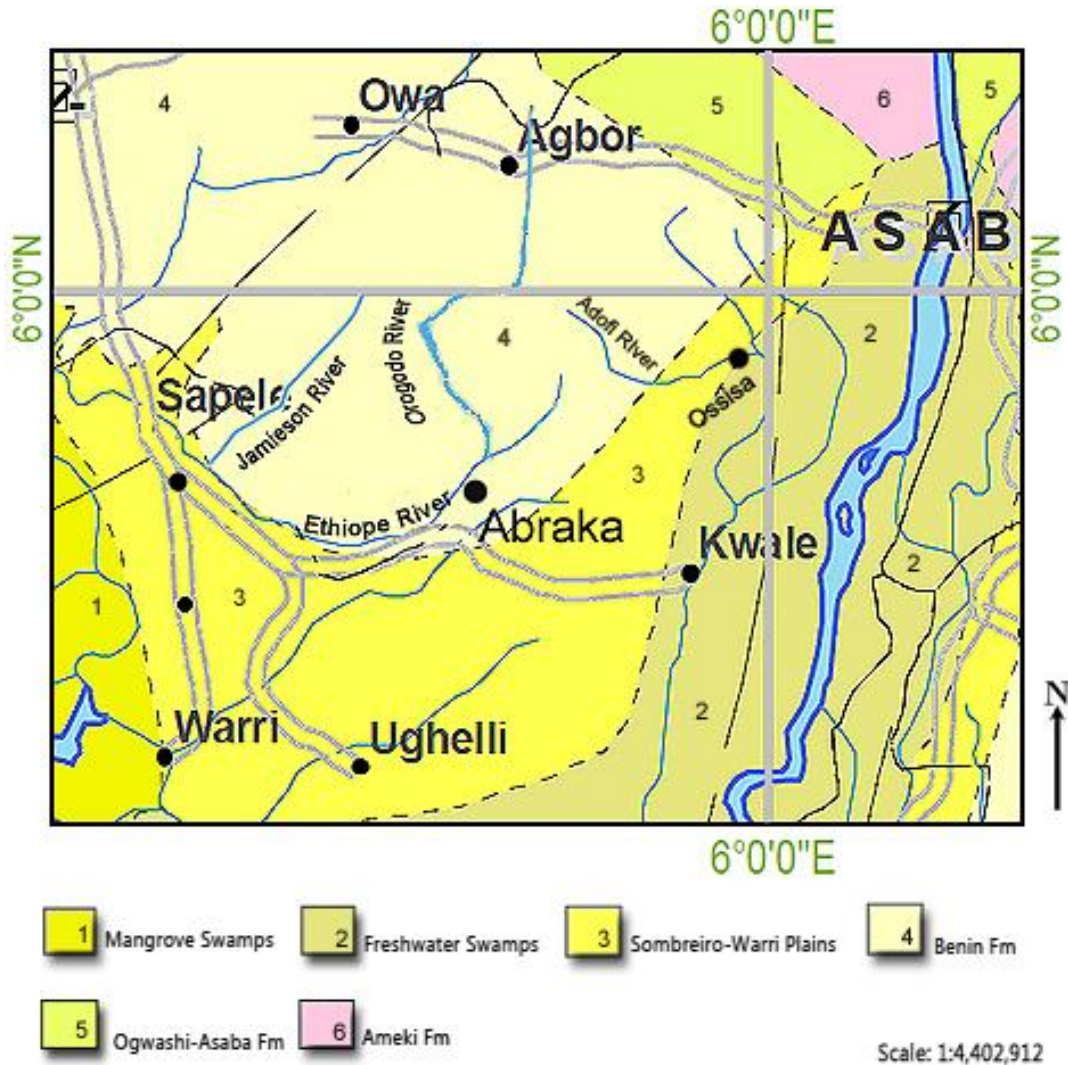 6°0'0"E
4
Owa
5
6
5
Agbor
ASAB
6°0'0"N
6°0'0"N
Adofi River
4
2
Orogodo River
Sapele
Jamieson River
Ossisa
3
Ethiope River
Abraka
Kwale
2
1
3
2
Warri
Ughelli
N
6°0'0"E
1 Mangrove Swamps
2 Freshwater Swamps
3 Sombreiro-Warri Plains
4 Benin Fm
5 Ogwashi-Asaba Fm
6 Ameki Fm
Scale: 1:4,402,912